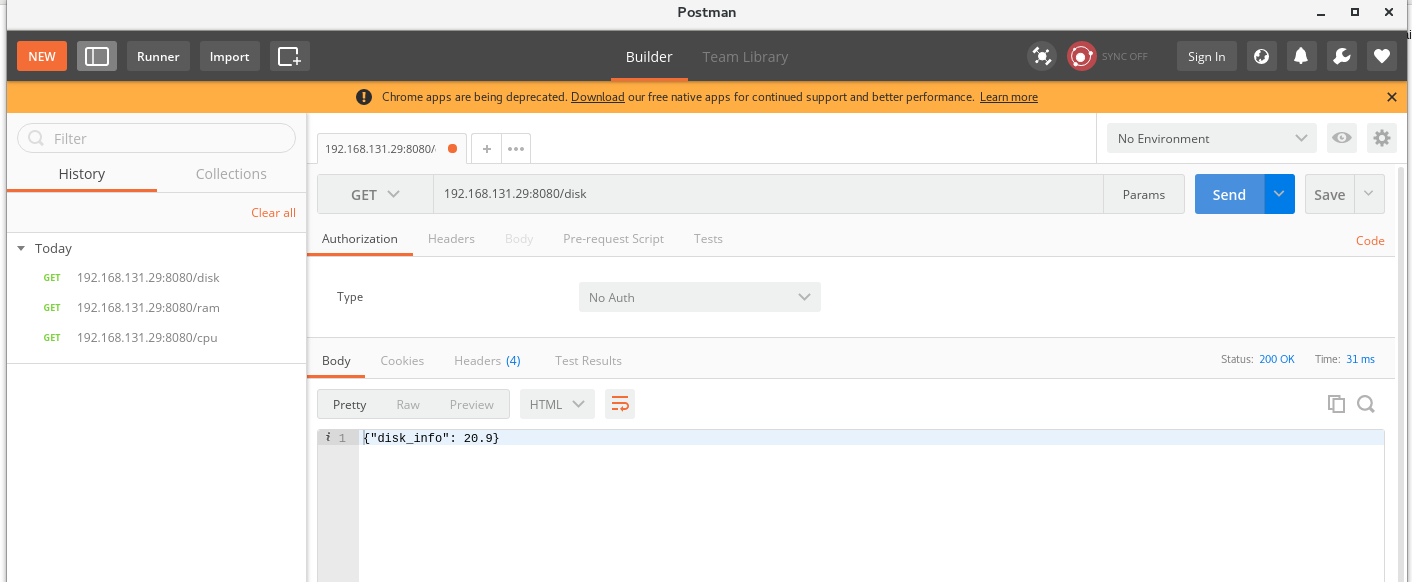 Postman
NEW Runner Import Builder Team Library SYNC OFF Sign In
Chrome apps are being deprecated. Download our free native apps for continued support and better performance. Learn more
Filter
History Collections
Clear all
Today
GET 192.168.131.29:8080/disk
GET 192.168.131.29:8080/ram
GET 192.168.131.29:8080/cpu
192.168.131.29:8080/ + ••• No Environment
GET 192.168.131.29:8080/disk Params Send Save
Authorization Headers Body Pre-request Script Tests Code
Type No Auth
Body Cookies Headers (4) Test Results Status: 200 OK Time: 31 ms
Pretty Raw Preview HTML
i 1 {"disk_info": 20.9}